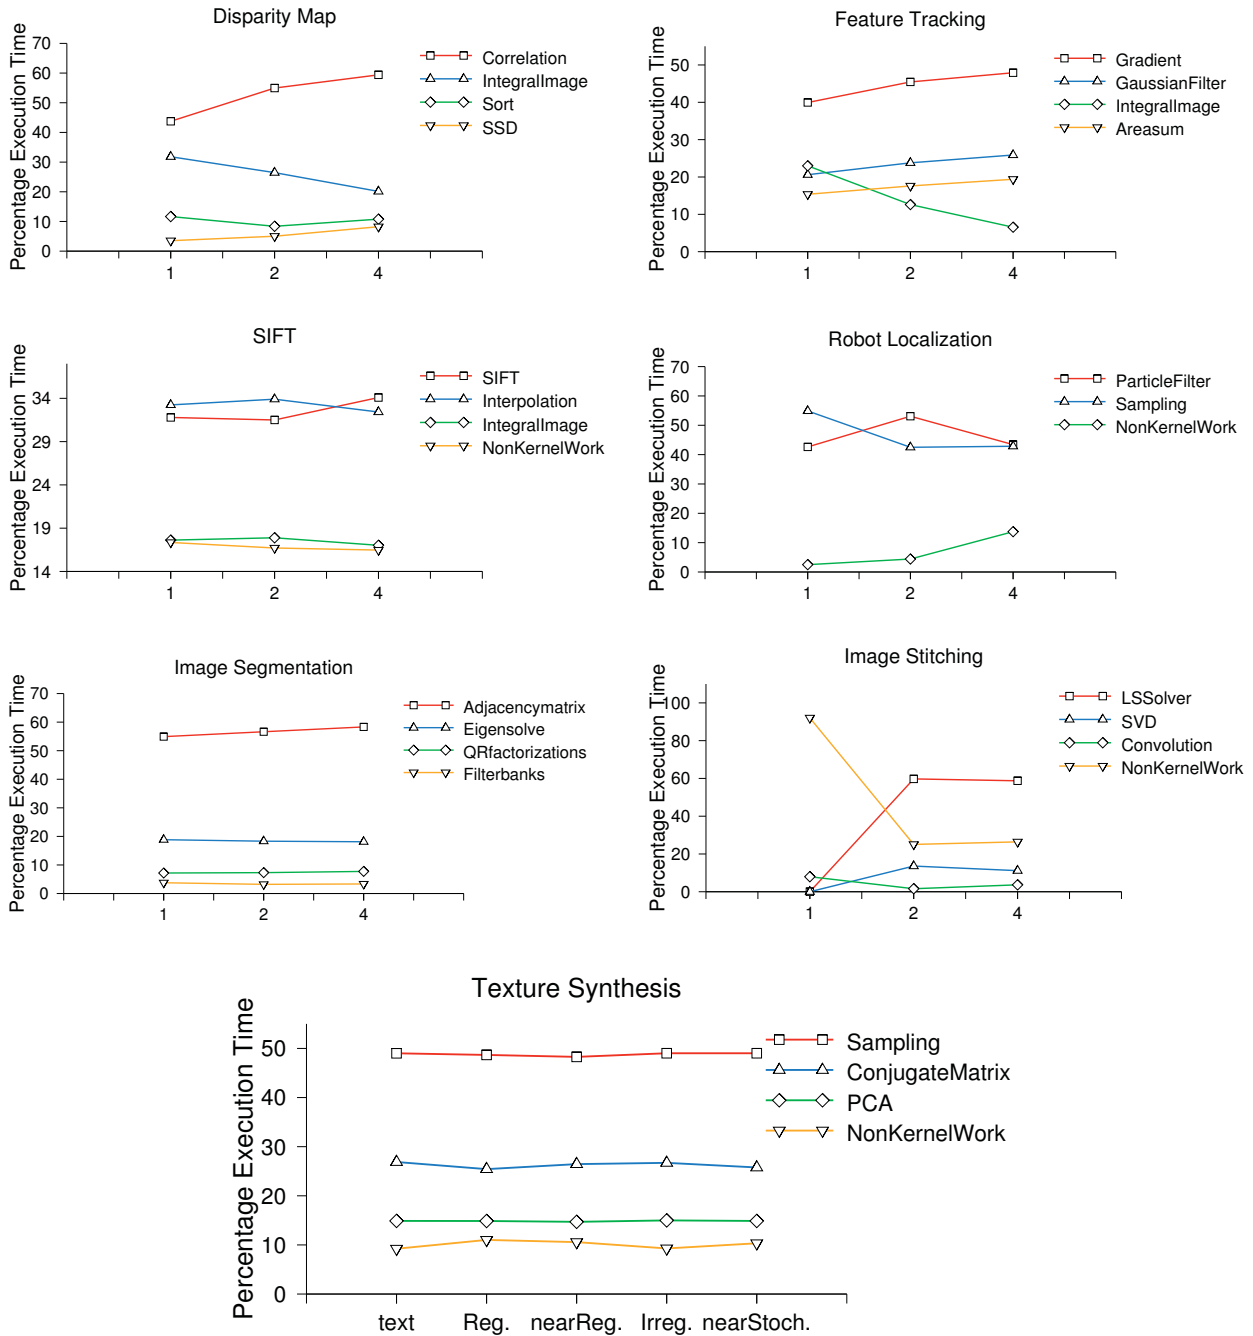 Disparity Map
Percentage Execution Time
70
60
50
40
30
20
10
0
1
2
4
Correlation
IntegralImage
Sort
SSD
Feature Tracking
Percentage Execution Time
50
40
30
20
10
0
1
2
4
Gradient
GaussianFilter
IntegralImage
Areasum
SIFT
Percentage Execution Time
34
29
24
19
14
1
2
4
SIFT
Interpolation
IntegralImage
NonKernelWork
Robot Localization
Percentage Execution Time
70
60
50
40
30
20
10
0
1
2
4
ParticleFilter
Sampling
NonKernelWork
Image Segmentation
Percentage Execution Time
70
60
50
40
30
20
10
0
1
2
4
Adjacencymatrix
Eigensolve
QRfactorizations
Filterbanks
Image Stitching
Percentage Execution Time
100
80
60
40
20
0
1
2
4
LSSolver
SVD
Convolution
NonKernelWork
Texture Synthesis
Percentage Execution Time
50
40
30
20
10
0
text Reg. nearReg. Irreg. nearStoch.
Sampling
ConjugateMatrix
PCA
NonKernelWork